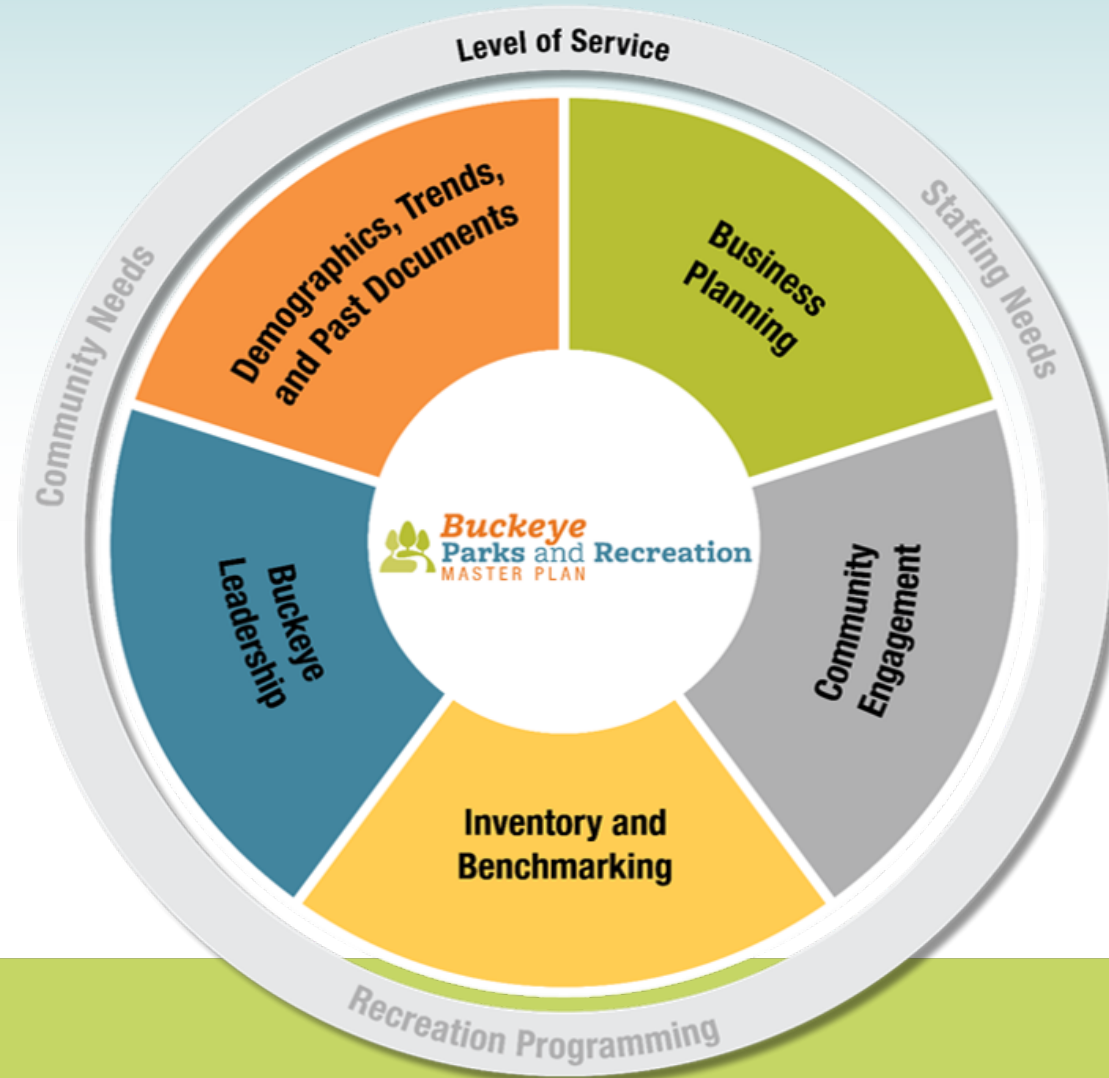 Level of Service
Staffing Needs
Recreation Programming
Community Needs
Demographics, Trends,
and Past Documents
Business
Planning
Community
Engagement
Inventory and
Benchmarking
Buckeye
Leadership
Buckeye
Parks and Recreation
MASTER PLAN